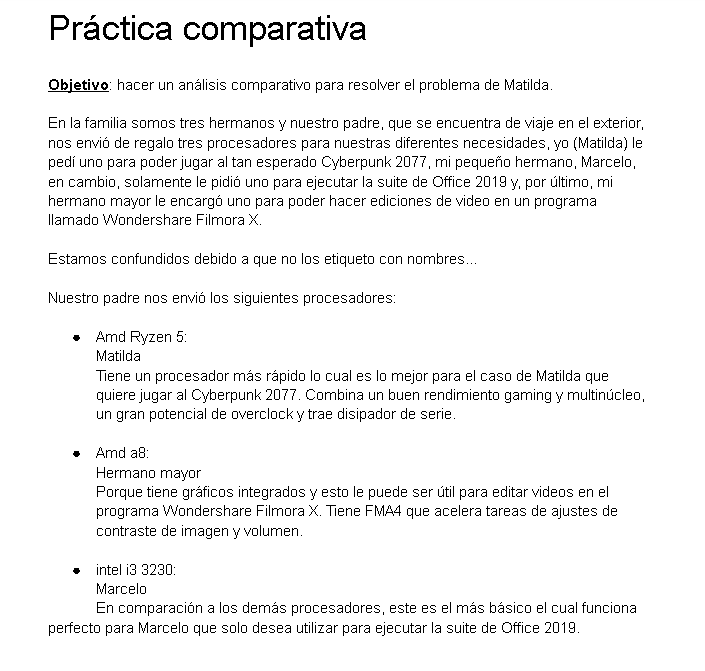 Práctica comparativa
Objetivo: hacer un análisis comparativo para resolver el problema de Matilda.
En la familia somos tres hermanos y nuestro padre, que se encuentra de viaje en el exterior,
nos envió de regalo tres procesadores para nuestras diferentes necesidades, yo (Matilda) le
pedí uno para poder jugar al tan esperado Cyberpunk 2077, mi pequeño hermano, Marcelo,
en cambio, solamente le pidió uno para ejecutar la suite de Office 2019 y, por último, mi
hermano mayor le encargó uno para poder hacer ediciones de video en un programa
llamado Wondershare Filmora X.
Estamos confundidos debido a que no los etiqueto con nombres...
Nuestro padre nos envió los siguientes procesadores:
● Amd Ryzen 5:
Matilda
Tiene un procesador más rápido lo cual es lo mejor para el caso de Matilda que
quiere jugar al Cyberpunk 2077. Combina un buen rendimiento gaming y multinúcleo,
un gran potencial de overclock y trae disipador de serie.
● Amd a8:
Hermano mayor
Porque tiene gráficos integrados y esto le puede ser útil para editar videos en el
programa Wondershare Filmora X. Tiene FMA4 que acelera tareas de ajustes de
contraste de imagen y volumen.
● intel i3 3230:
Marcelo
En comparación a los demás procesadores, este es el más básico el cual funciona
perfecto para Marcelo que solo desea utilizar para ejecutar la suite de Office 2019.